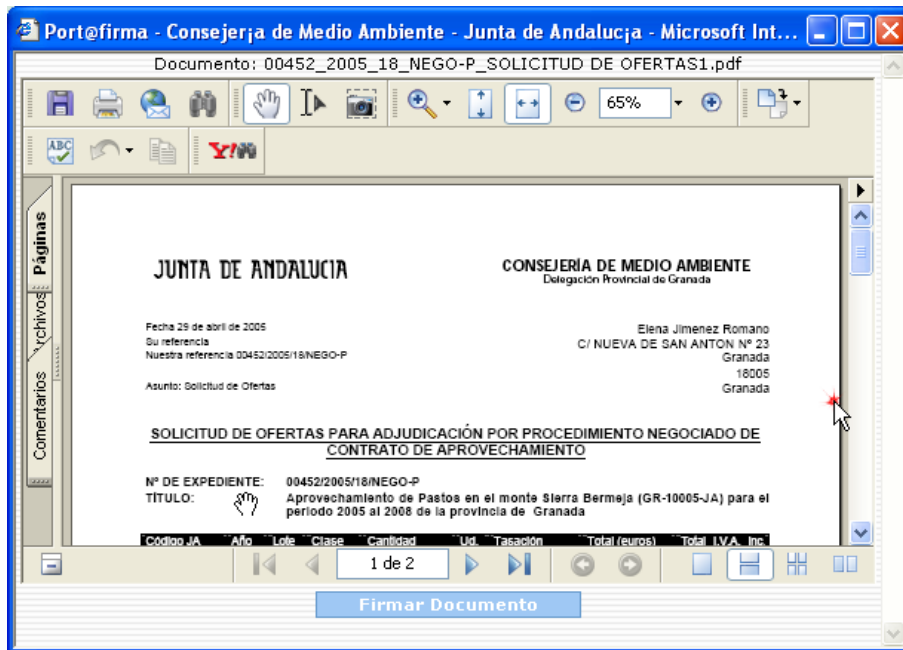 Port@firma - Consejer¡a de Medio Ambiente - Junta de Andaluc¡a - Microsoft Int...
Documento: 00452_2005_18_NEGO-P_SOLICITUD DE OFERTAS1.pdf
65%
ABC
Y!
Páginas
rchivos
Comentarios
JUNTA DE ANDALUCIA
CONSEJERÍA DE MEDIO AMBIENTE
Delegación Provincial de Granada
Fecha 29 de abril de 2005
Su referencia
Nuestra referencia 00452/2005/18/NEGO-P
Asunto: Solicitud de Ofertas
Elena Jimenez Romano
C/ NUEVA DE SAN ANTON Nº 23
Granada
18005
Granada
SOLICITUD DE OFERTAS PARA ADJUDICACIÓN POR PROCEDIMIENTO NEGOCIADO DE
CONTRATO DE APROVECHAMIENTO
Nº DE EXPEDIENTE: 00452/2005/18/NEGO-P
TÍTULO: Aprovechamiento de Pastos en el monte Sierra Bermeja (GR-10005-JA) para el
periodo 2005 al 2008 de la provincia de Granada
Código JA Año Lote Clase Cantidad Ud. Tasación Total (euros) Total I.V.A. Inc.
1 de 2
Firmar Documento